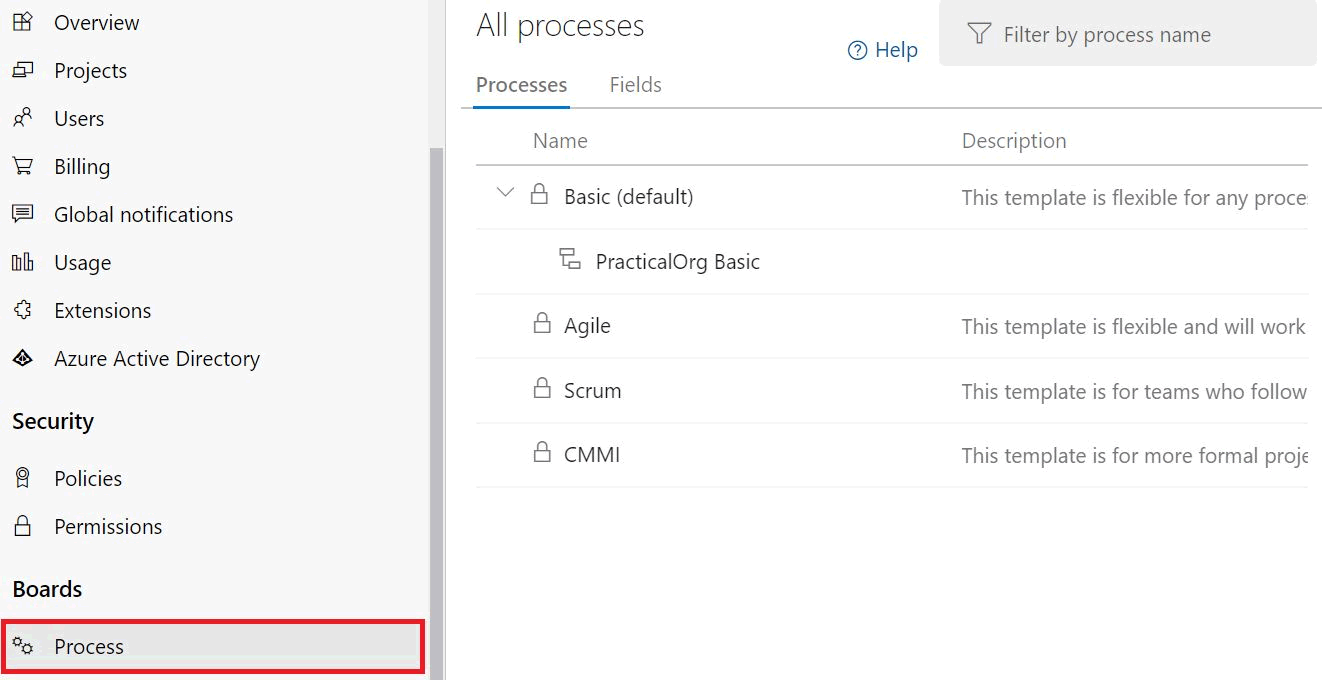 Overview
Projects
Users
Billing
Global notifications
Usage
Extensions
Azure Active Directory
Security
Policies
Permissions
Boards
Process
All processes
Help
Filter by process name
Processes Fields
Name Description
Basic (default) This template is flexible for any proce
PracticalOrg Basic
Agile This template is flexible and will work
Scrum This template is for teams who follow
CMMI This template is for more formal proje